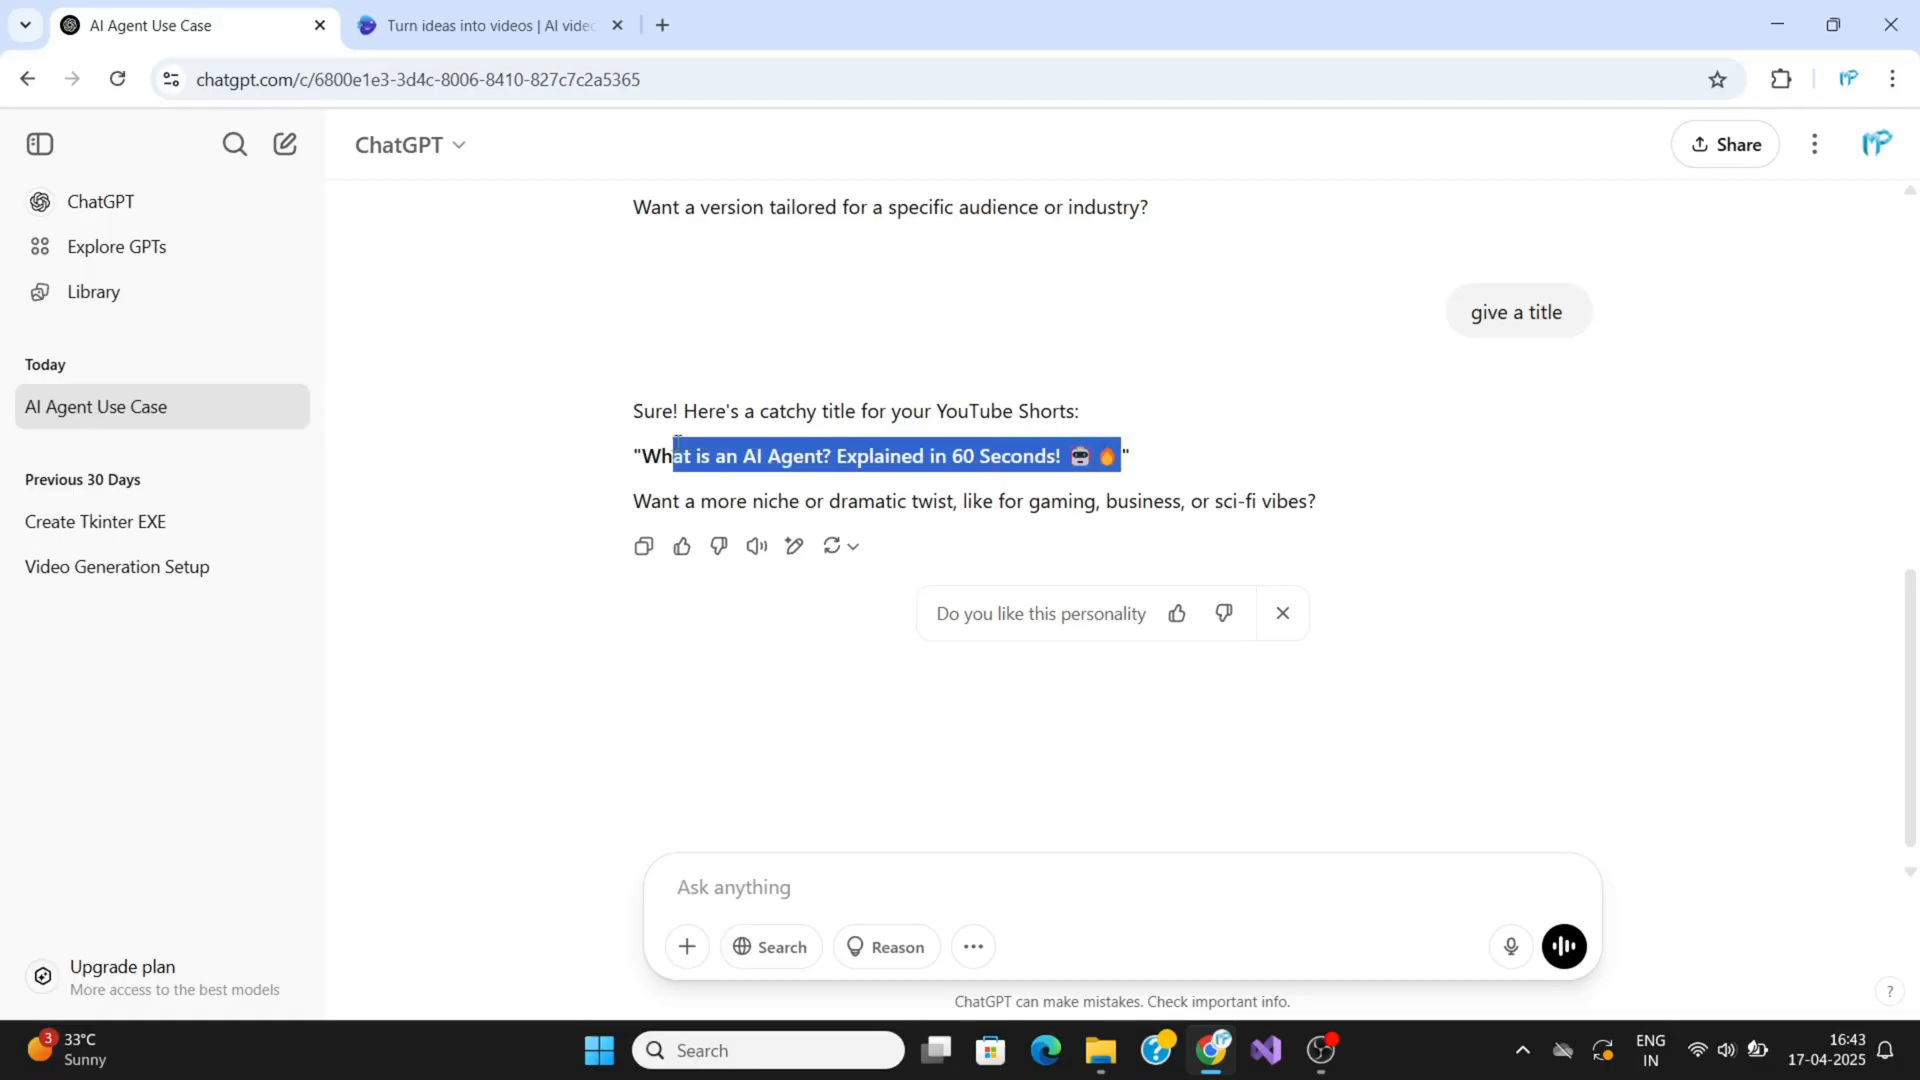 AI Agent Use Case
Turn ideas into videos | AI vide
chatgpt.com/c/6800e1e3-3d4c-8006-8410-827c7c2a5365
ChatGPT
Share
ChatGPT
Explore GPTs
Library
Today
AI Agent Use Case
Previous 30 Days
Create Tkinter EXE
Video Generation Setup
Want a version tailored for a specific audience or industry?
give a title
Sure! Here's a catchy title for your YouTube Shorts:
"What is an AI Agent? Explained in 60 Seconds! 🤖🔥"
Want a more niche or dramatic twist, like for gaming, business, or sci-fi vibes?
Do you like this personality
Ask anything
Search
Reason
ChatGPT can make mistakes. Check important info.
?
Upgrade plan
More access to the best models
3
33°C
Sunny
Search
ENG
IN
16:43
17-04-2025